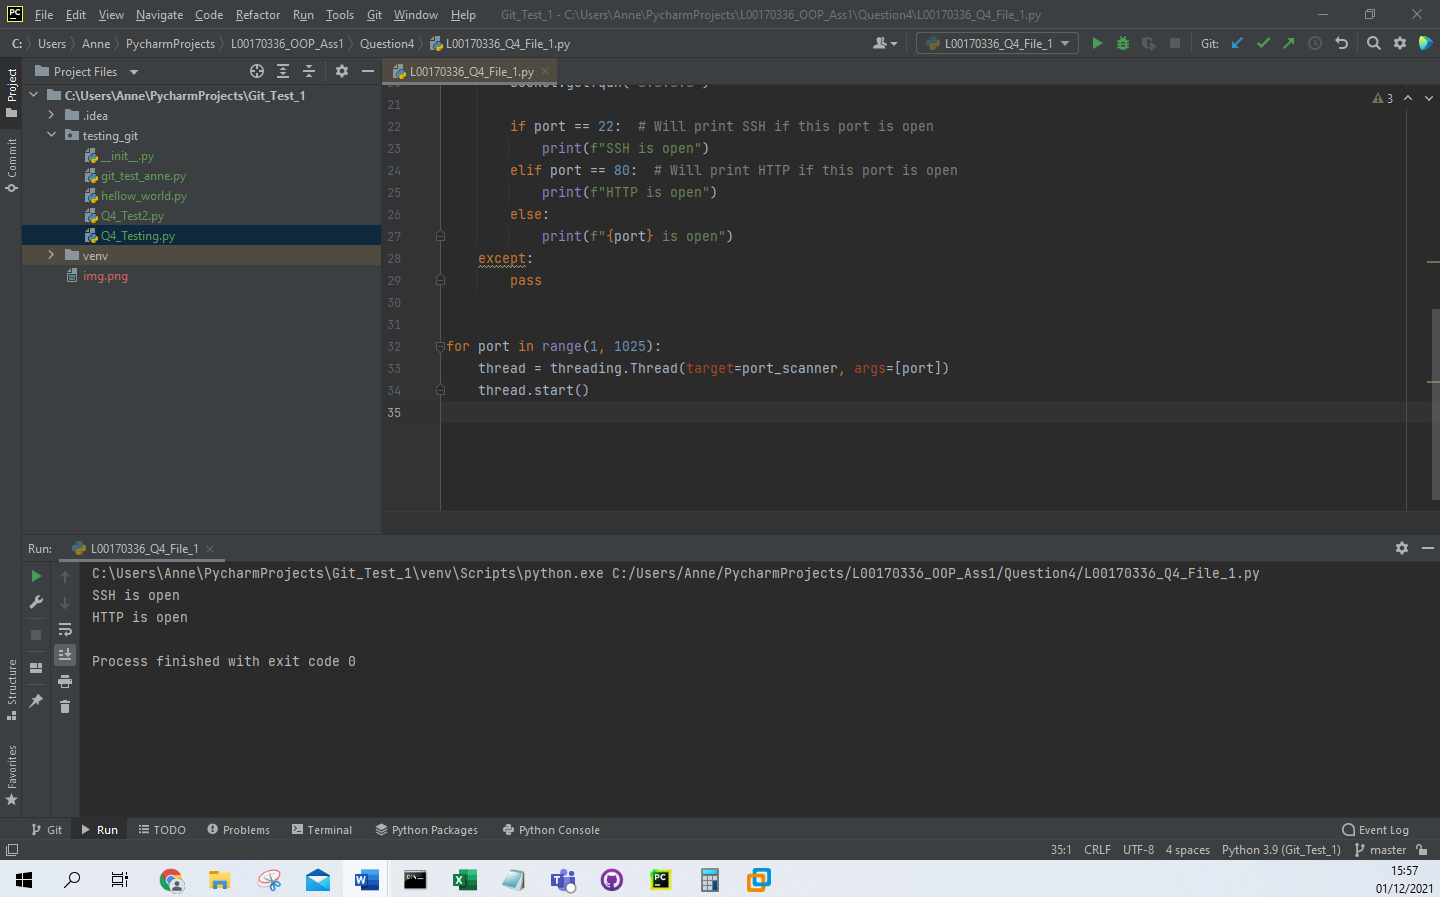 PC File Edit View Navigate Code Refactor Run Tools Git Window Help Git_Test_1 - C:\Users\Anne\PycharmProjects\L00170336_OOP_Ass1\Question4\L00170336_Q4_File_1.py
C: Users Anne PycharmProjects L00170336_OOP_Ass1 Question4 L00170336_Q4_File_1.py L00170336_Q4_File_1 Git:
Project
Commit
Structure
Favorites
Project Files
C:\Users\Anne\PycharmProjects\Git_Test_1
.idea
testing_git
__init__.py
git_test_anne.py
hellow_world.py
Q4_Test2.py
Q4_Testing.py
venv
img.png
L00170336_Q4_File_1.py
3
21
22 if port == 22:  # Will print SSH if this port is open
23 print(f"SSH is open")
24 elif port == 80:  # Will print HTTP if this port is open
25 print(f"HTTP is open")
26 else:
27 print(f"{port} is open")
28 except:
29 pass
30
31
32 for port in range(1, 1025):
33 thread = threading.Thread(target=port_scanner, args=[port])
34 thread.start()
35
Run: L00170336_Q4_File_1
C:\Users\Anne\PycharmProjects\Git_Test_1\venv\Scripts\python.exe C:/Users/Anne/PycharmProjects/L00170336_OOP_Ass1/Question4/L00170336_Q4_File_1.py
SSH is open
HTTP is open
Process finished with exit code 0
Git Run TODO Problems Terminal Python Packages Python Console Event Log
35:1 CRLF UTF-8 4 spaces Python 3.9 (Git_Test_1) master
15:57
01/12/2021